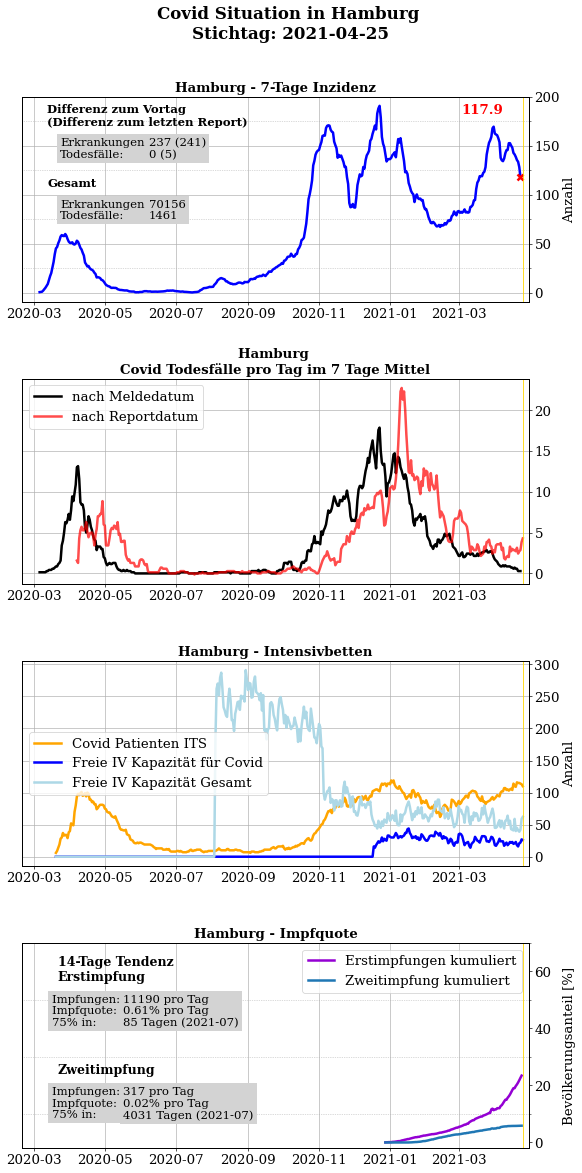 Covid Situation in Hamburg
Stichtag: 2021-04-25
Hamburg - 7-Tage Inzidenz
Differenz zum Vortag
(Differenz zum letzten Report)
Erkrankungen 237 (241)
Todesfälle: 0 (5)
Gesamt
Erkrankungen 70156
Todesfälle: 1461
117.9
200
150
100
50
0
Anzahl
2020-03 2020-05 2020-07 2020-09 2020-11 2021-01 2021-03
Hamburg
Covid Todesfälle pro Tag im 7 Tage Mittel
nach Meldedatum
nach Reportdatum
20
15
10
5
0
2020-03 2020-05 2020-07 2020-09 2020-11 2021-01 2021-03
Hamburg - Intensivbetten
Covid Patienten ITS
Freie IV Kapazität für Covid
Freie IV Kapazität Gesamt
300
250
200
150
100
50
0
Anzahl
2020-03 2020-05 2020-07 2020-09 2020-11 2021-01 2021-03
Hamburg - Impfquote
14-Tage Tendenz
Erstimpfung
Impfungen: 11190 pro Tag
Impfquote: 0.61% pro Tag
75% in: 85 Tagen (2021-07)
Zweitimpfung
Impfungen: 317 pro Tag
Impfquote: 0.02% pro Tag
75% in: 4031 Tagen (2021-07)
Erstimpfungen kumuliert
Zweitimpfung kumuliert
60
40
20
0
Bevölkerungsanteil [%]
2020-03 2020-05 2020-07 2020-09 2020-11 2021-01 2021-03